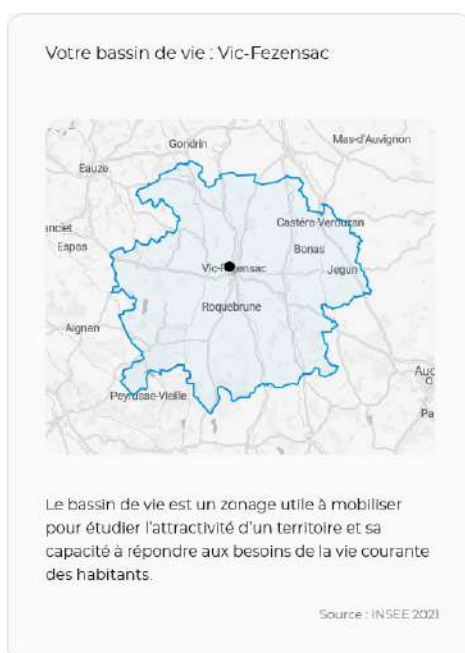 Votre bassin de vie : Vic-Fezensac
Gondrin
Mas-d'Auvignon
Eauze
Castéra-Verduzan
Espas
Bonas
Jegun
Roquebrune
Aignan
Peyrusse-Vieille
Le bassin de vie est un zonage utile à mobiliser
pour étudier l'attractivité d'un territoire et sa
capacité à répondre aux besoins de la vie courante
des habitants.
Source : INSEE 2021